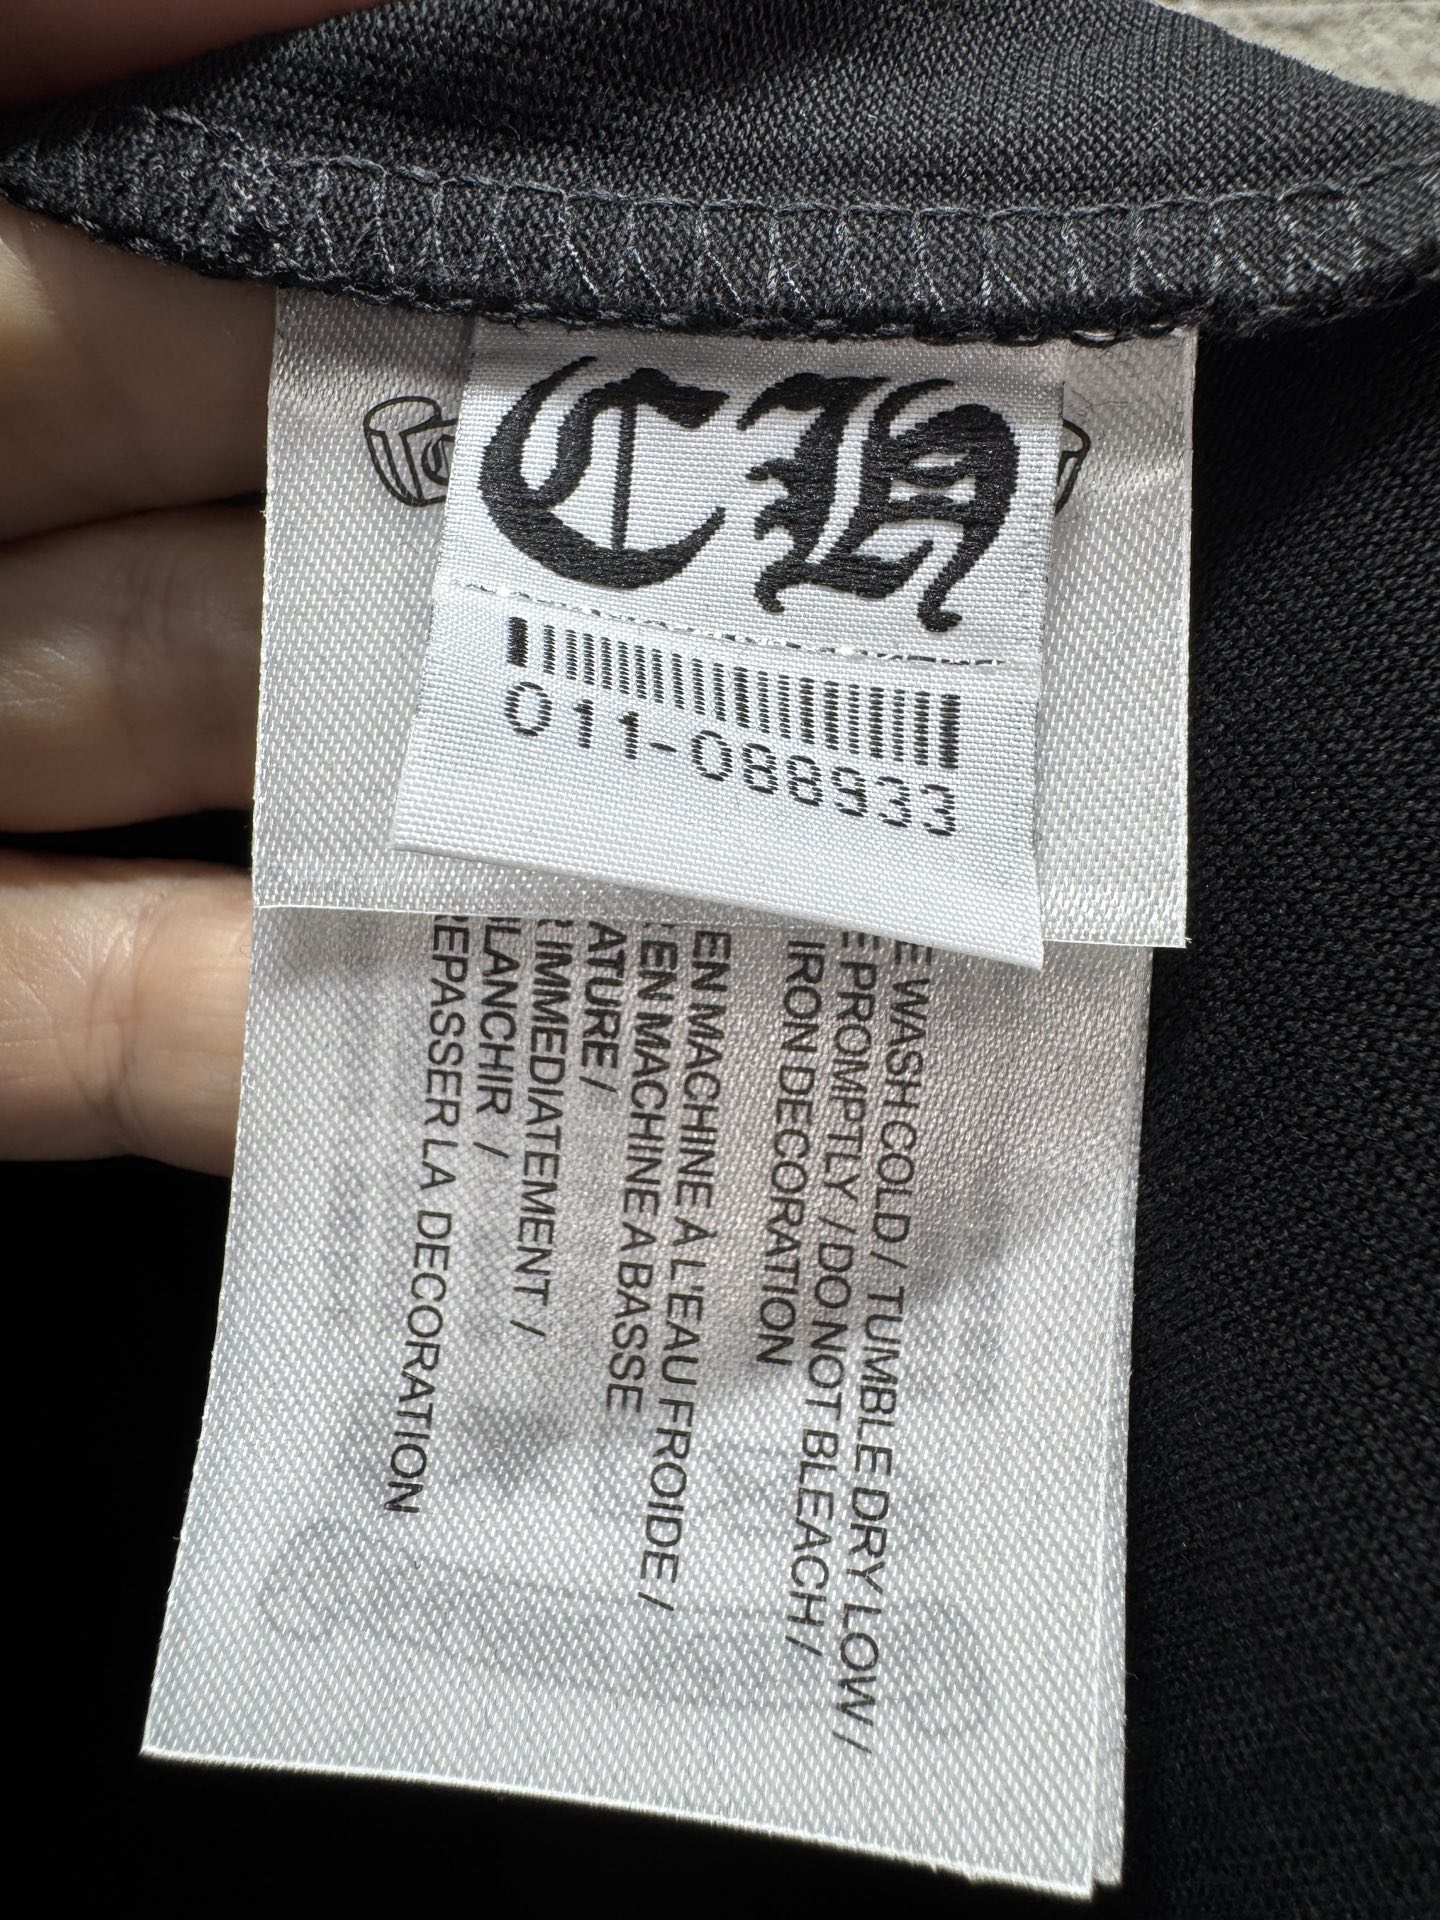 CH
011-088933
E WASH COLD / TUMBLE DRY LOW /
E PROMPTLY / DO NOT BLEACH /
IRON DECORATION
EN MACHINE À L'EAU FROIDE /
EN MACHINE A BASSE
ATURE /
IMMEDIATEMENT /
LANCHIR /
REPASSER LA DECORATION